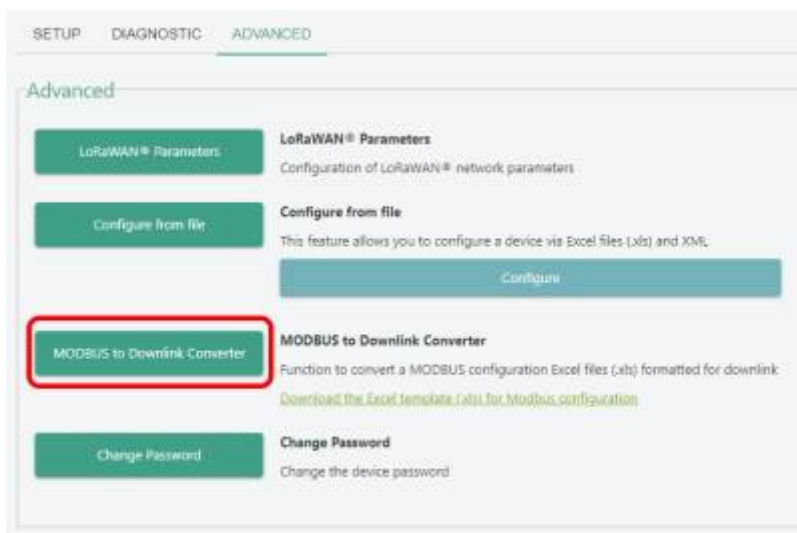 SETUP DIAGNOSTIC ADVANCED
Advanced
LoRaWAN® Parameters
LoRaWAN® Parameters
Configuration of LoRaWAN® network parameters
Configure from file
Configure from file
This feature allows you to configure a device via Excel files (.xls) and XML
Configure
MODBUS to Downlink Converter
MODBUS to Downlink Converter
Function to convert a MODBUS configuration Excel files (.xls) formatted for downlink
Download the Excel template (.xls) for Modbus configuration
Change Password
Change Password
Change the device password